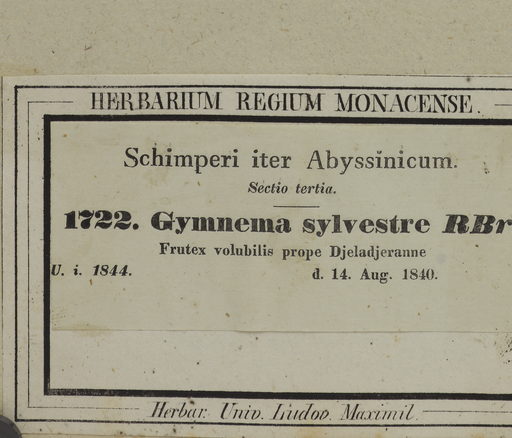 HERBARIUM REGIUM MONACENSE.
Schimperi iter Abyssinicum.
Sectio tertia.
1722. Gymnema sylvestre RBr
Frutex volubilis prope Djeladjeranne
U. i. 1844. d. 14. Aug. 1840.
Herbar. Univ. Ludov. Maximil.